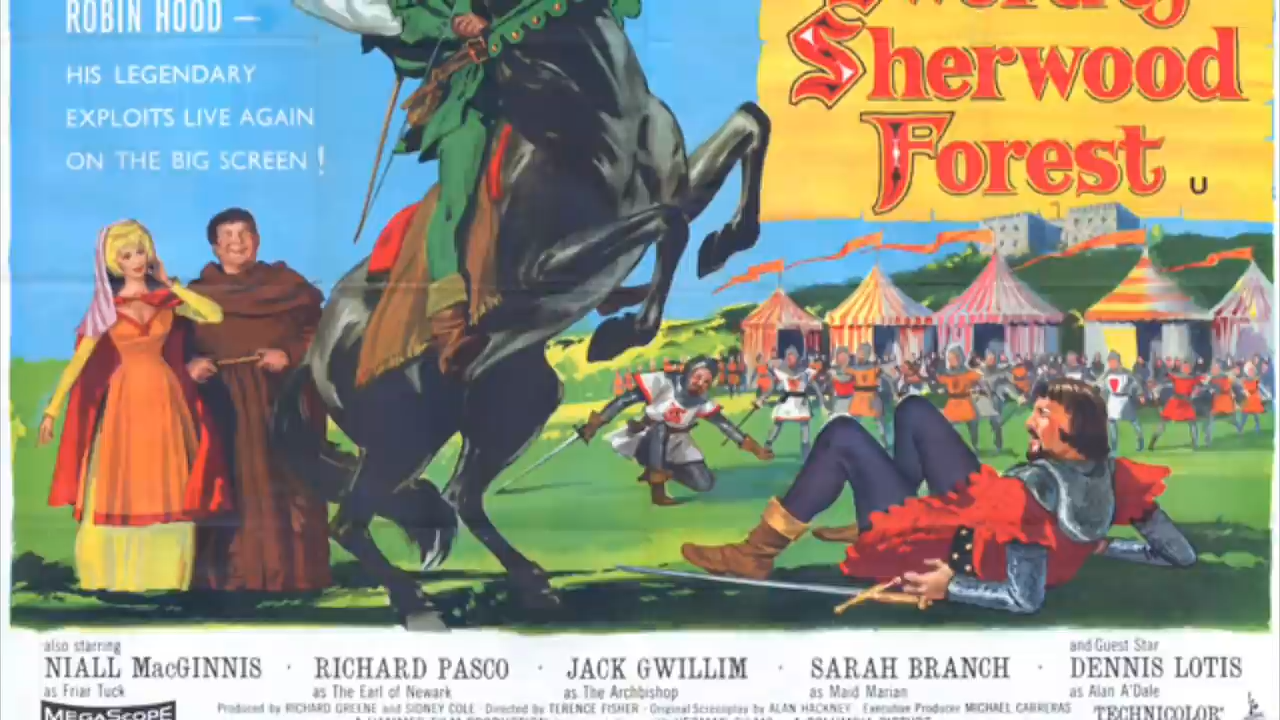 ROBIN HOOD —
HIS LEGENDARY
EXPLOITS LIVE AGAIN
ON THE BIG SCREEN!
Sword of
Sherwood
Forest U
also starring
NIALL MacGINNIS · RICHARD PASCO · JACK GWILLIM · SARAH BRANCH ·
as Friar Tuck as The Earl of Newark as The Archbishop as Maid Marian
and Guest Star
DENNIS LOTIS
as Alan A'Dale
MEGASCOPE
Produced by RICHARD GREENE and SIDNEY COLE · Directed by TERENCE FISHER · Original Screenplay by ALAN HACKNEY · Executive Producer MICHAEL CARRERAS
TECHNICOLOR